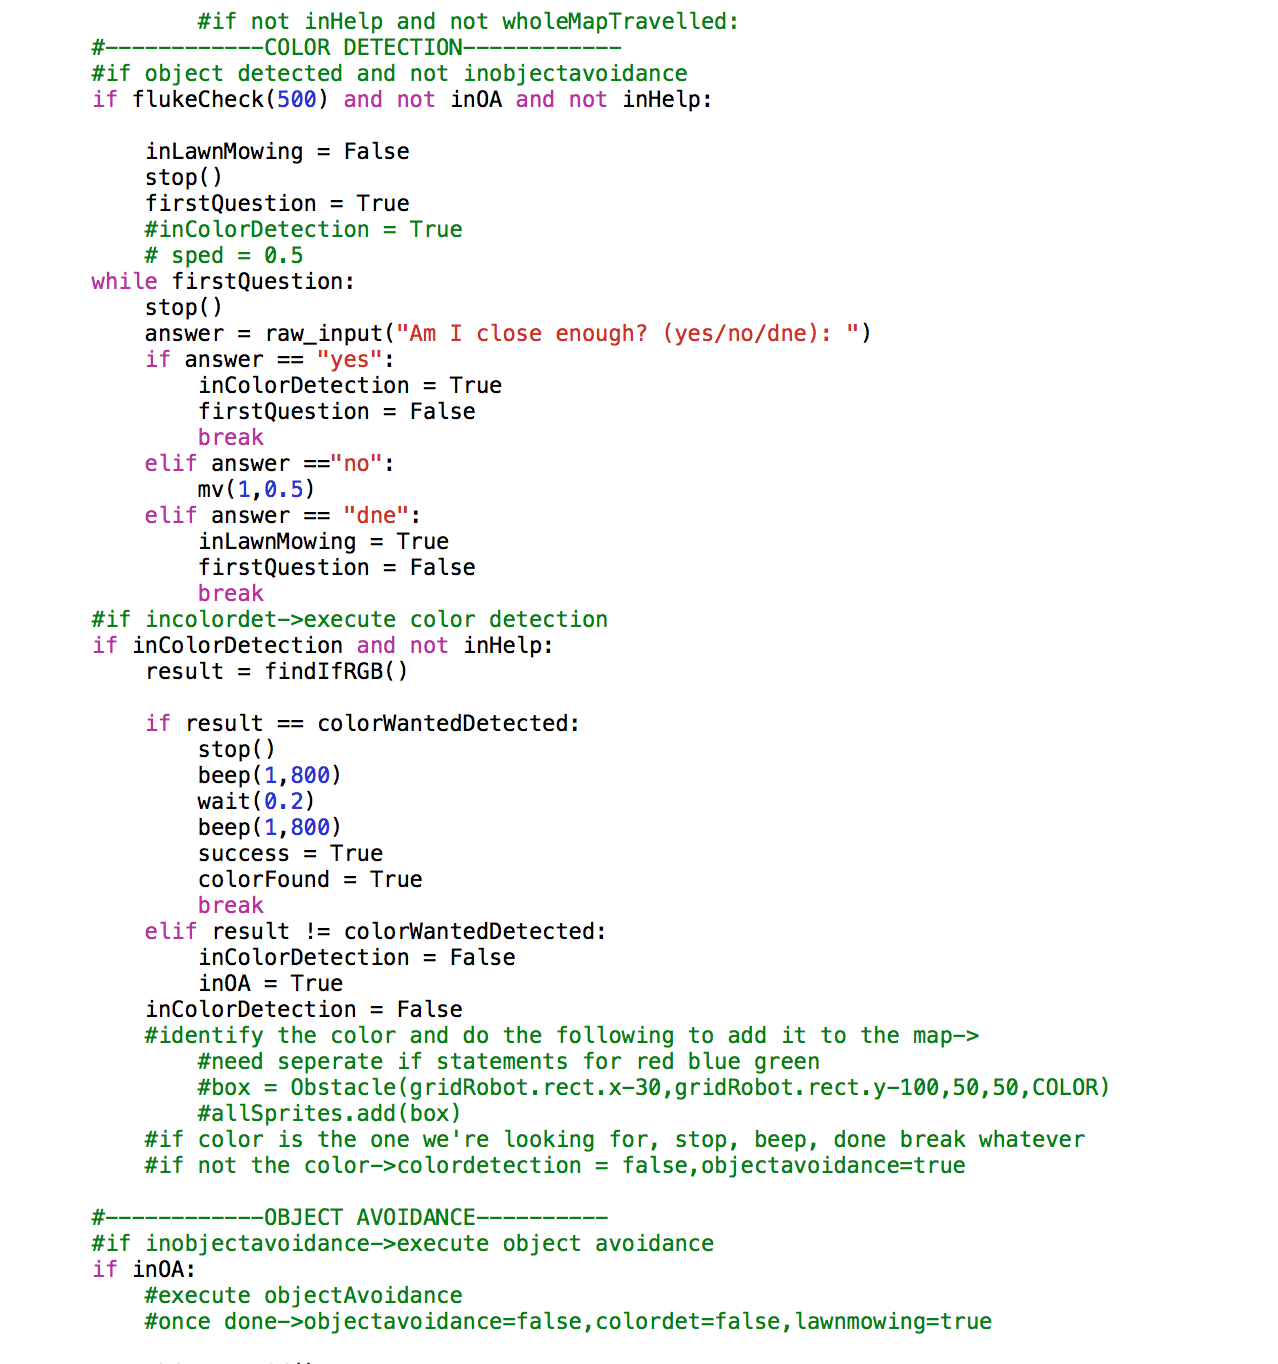 #if not inHelp and not wholeMapTravelled:
#------------COLOR DETECTION------------
#if object detected and not inobjectavoidance
if flukeCheck(500) and not inOA and not inHelp:
inLawnMowing = False
stop()
firstQuestion = True
#inColorDetection = True
# sped = 0.5
while firstQuestion:
stop()
answer = raw_input("Am I close enough? (yes/no/dne): ")
if answer == "yes":
inColorDetection = True
firstQuestion = False
break
elif answer =="no":
mv(1,0.5)
elif answer == "dne":
inLawnMowing = True
firstQuestion = False
break
#if incolordet->execute color detection
if inColorDetection and not inHelp:
result = findIfRGB()
if result == colorWantedDetected:
stop()
beep(1,800)
wait(0.2)
beep(1,800)
success = True
colorFound = True
break
elif result != colorWantedDetected:
inColorDetection = False
inOA = True
inColorDetection = False
#identify the color and do the following to add it to the map->
#need seperate if statements for red blue green
#box = Obstacle(gridRobot.rect.x-30,gridRobot.rect.y-100,50,50,COLOR)
#allSprites.add(box)
#if color is the one we're looking for, stop, beep, done break whatever
#if not the color->colordetection = false,objectavoidance=true
#------------OBJECT AVOIDANCE----------
#if inobjectavoidance->execute object avoidance
if inOA:
#execute objectAvoidance
#once done->objectavoidance=false,colordet=false,lawnmowing=true